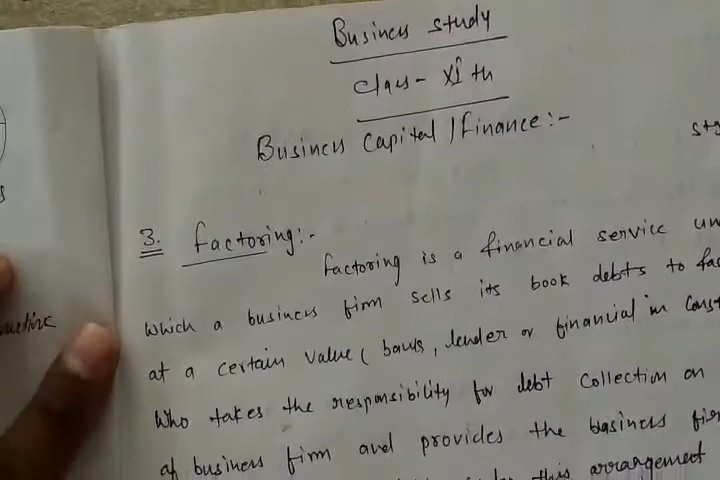 Business study
Class- XI th
Business Capital / Finance:-
3. Factoring:-
Factoring is a financial service
which a business firm sells its book debts to
at a certain value ( banks, lender or financial in
who takes the responsibility for debt collection on
of business firm and provides the business
this arrangement